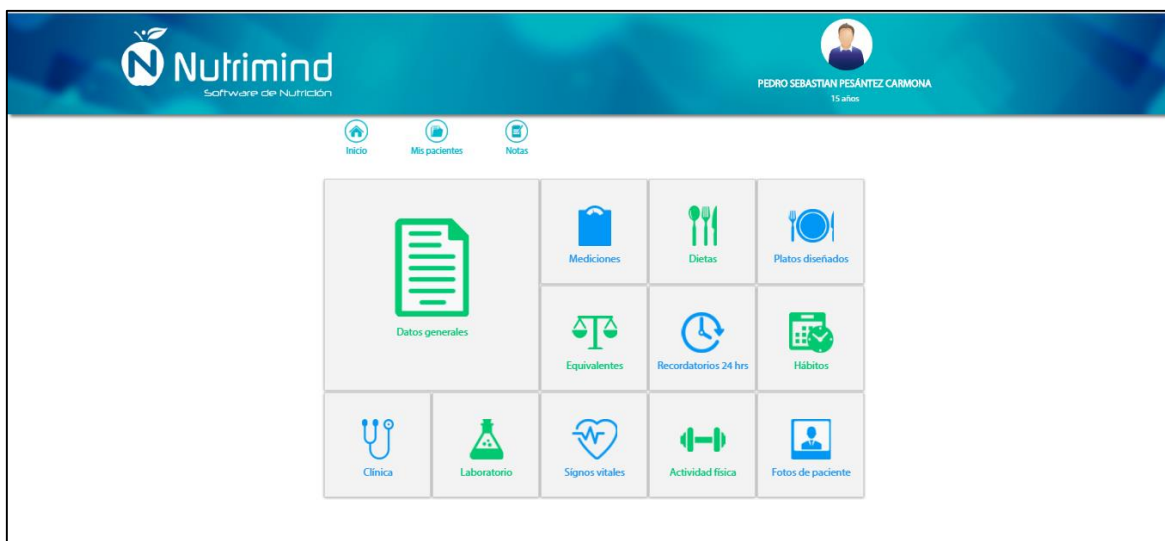 Nutrimind
Software de Nutrición
PEDRO SEBASTIAN PESÁNTEZ CARMONA
15 años
Inicio
Mis pacientes
Notas
Datos generales
Mediciones
Dietas
Platos diseñados
Equivalentes
Recordatorios 24 hrs
Hábitos
Clínica
Laboratorio
Signos vitales
Actividad física
Fotos de paciente